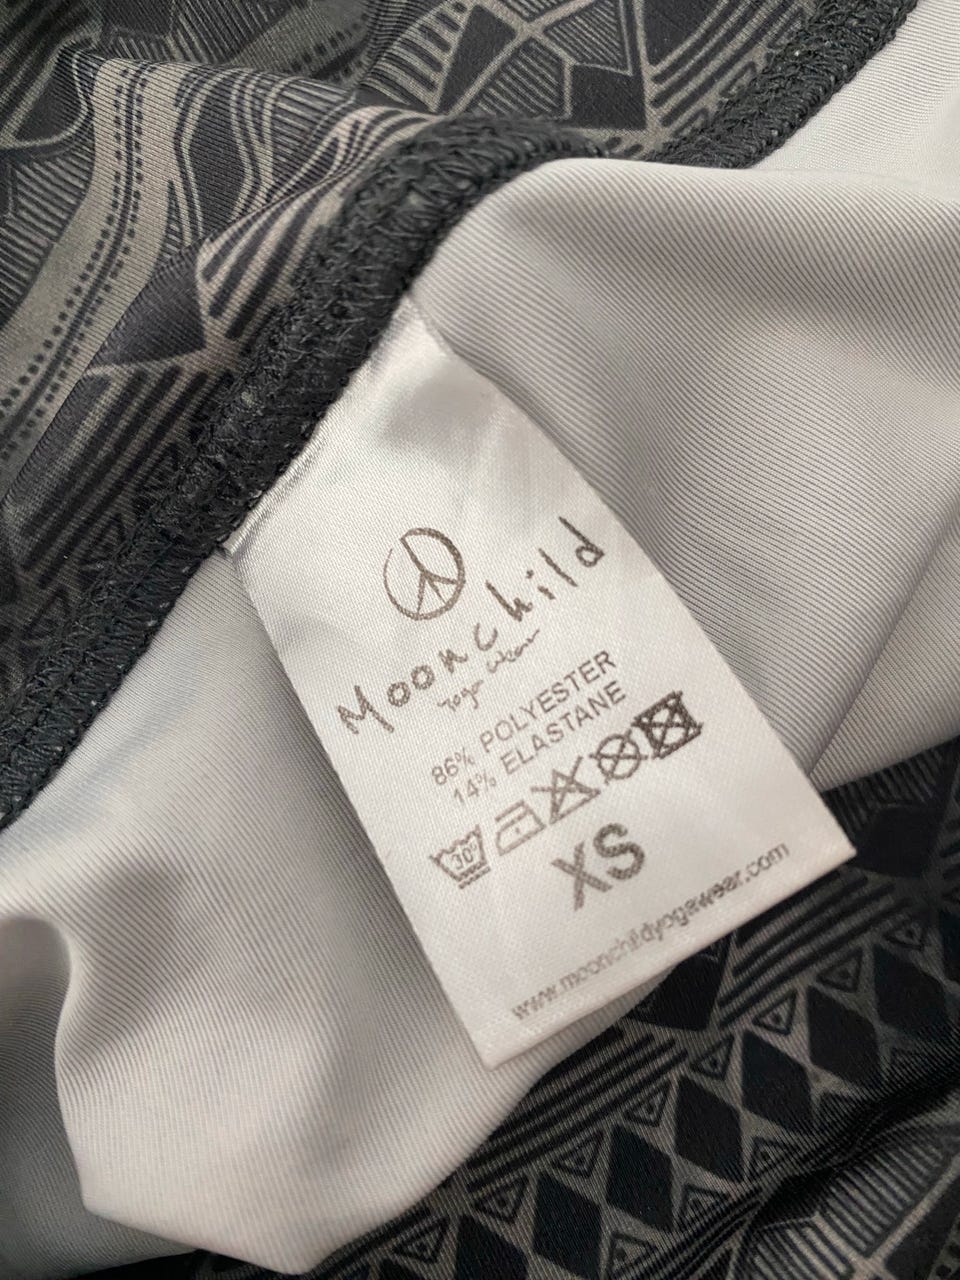 Moonchild
Yoga Wear
86% POLYESTER
14% ELASTANE
30°
XS
www.moonchildyogawear.com